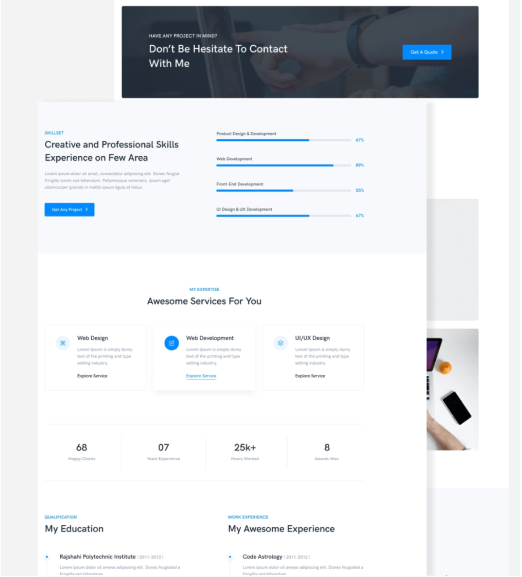 HAVE ANY PROJECT IN MIND?
Don't Be Hesitate To Contact
With Me
Get A Quote
SKILLSET
Creative and Professional Skills
Experience on Few Area
Lorem ipsum dolor sit amet, consectetur adipiscing elit. Donec feugiat
fringilla lorem sed bibendum. Pellentesque venenatis, ipsum eget
ullamcorper gravida in mattis ipsum ligula at tellus.
Get Any Project
Product Design & Development
67%
Web Development
Front-End Development
55%
UI Design & UX Development
67%
MY EXPERTISE
Awesome Services For You
Web Design
Lorem Ipsum is simply dumy
text of the printing and type
setting industry.
Explore Service
Web Development
Lorem Ipsum is simply dumy
text of the printing and type
setting industry.
Explore Service
UI/UX Design
Lorem Ipsum is simply dumy
text of the printing and type
setting industry.
Explore Service
68
Happy Clients
07
Years Experience
25k+
Hours Worked
8
Awards Won
QUALIFICATION
My Education
Rajshahi Polytechnic Institute (2011-2012)
Lorem ipsum dolor sit amess adipiscing elit. Donec feugiatad a
fringilla and bibendum.
WORK EXPERIENCE
My Awesome Experience
Code Astrology (2011-2012)
Lorem ipsum dolor sit amess adipiscing elit. Donec feugiatad a
fringilla and bibendum.